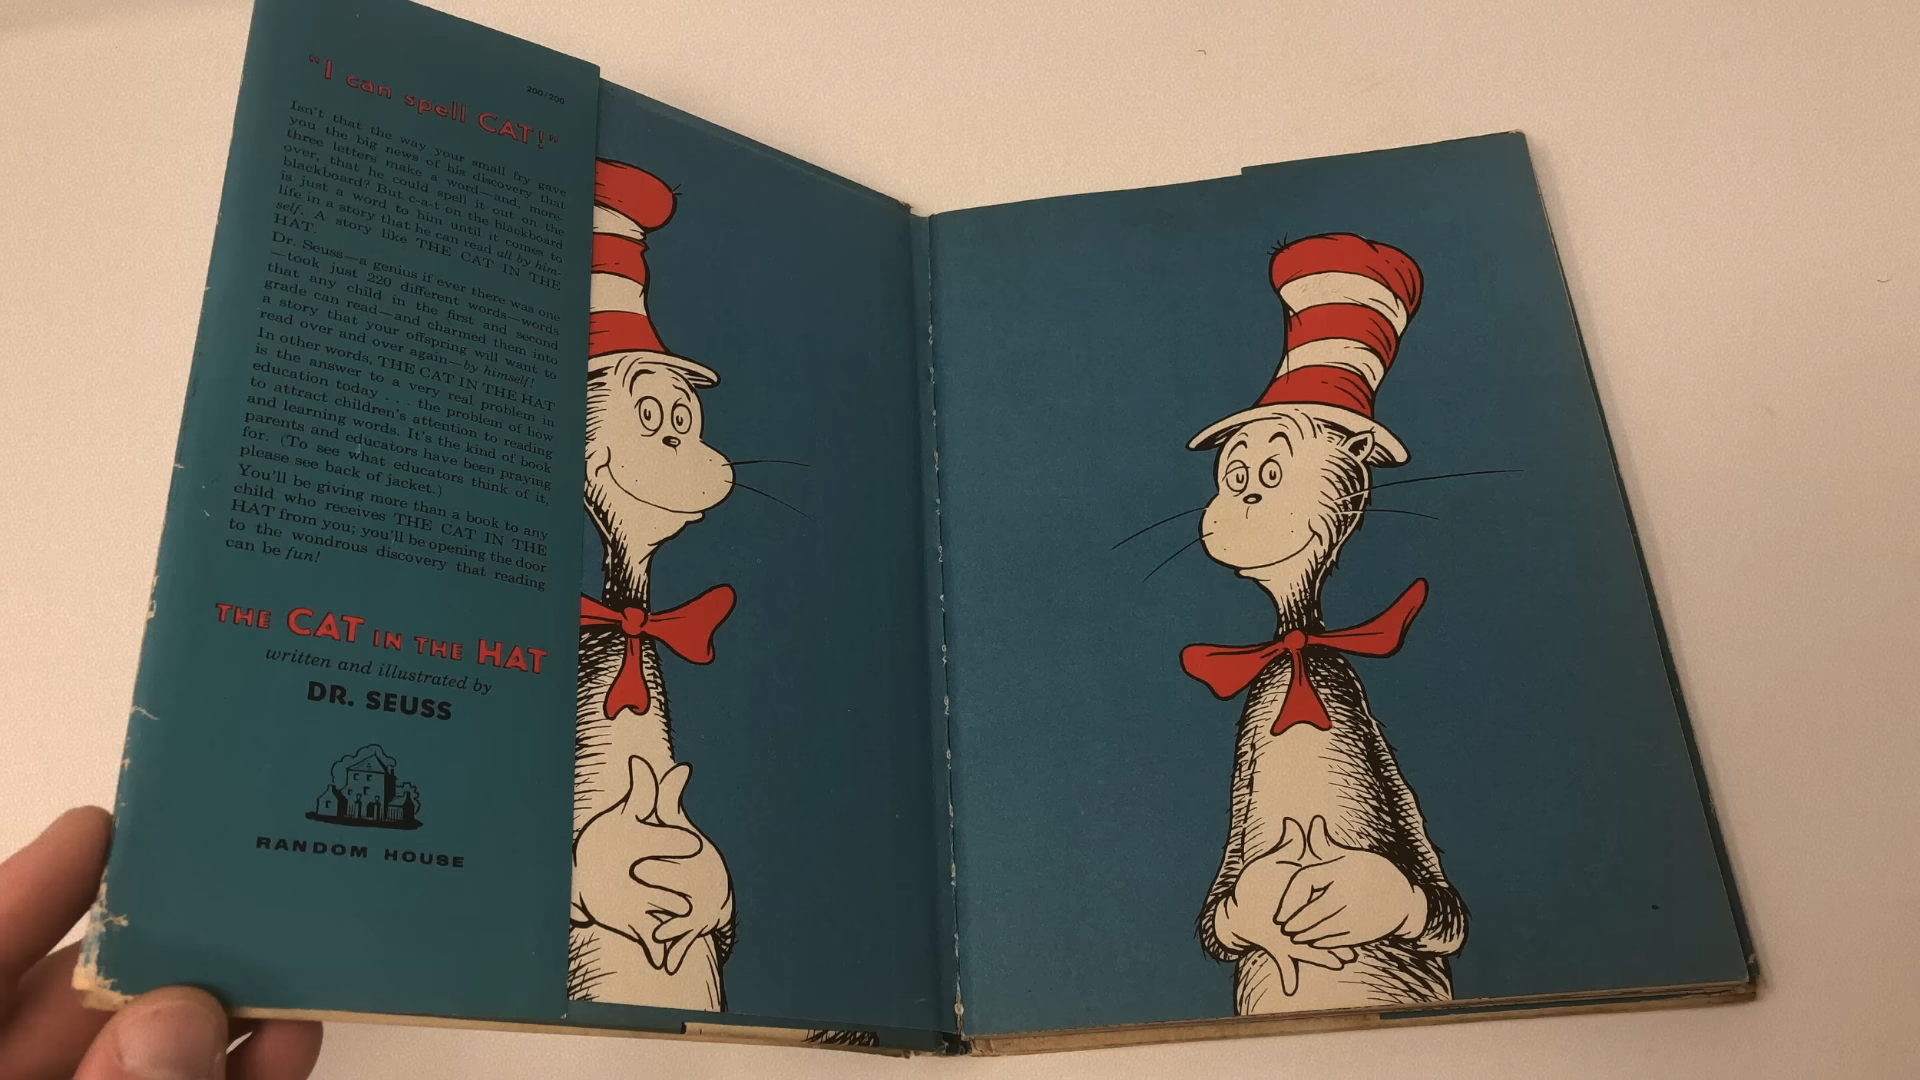 200/200
"I can spell CAT!"
Isn't that the way your small fry gave
you the big news of his discovery that
three letters make a word—and, more-
over, that he could spell it out on the
blackboard? But c-a-t on the blackboard
is just a word to him until it comes to
life in a story that he can read all by him-
self. A story like THE CAT IN THE
HAT.
Dr. Seuss—a genius if ever there was one
—took just 220 different words—words
that any child in the first and second
grade can read—and charmed them into
a story that your offspring will want to
read over and over again—by himself!
In other words, THE CAT IN THE HAT
is the answer to a very real problem in
education today . . . the problem of how
to attract children's attention to reading
and learning words. It's the kind of book
parents and educators have been praying
for. (To see what educators think of it,
please see back of jacket.)
You'll be giving more than a book to any
child who receives THE CAT IN THE
HAT from you; you'll be opening the door
to the wondrous discovery that reading
can be fun!
THE CAT IN THE HAT
written and illustrated by
DR. SEUSS
RANDOM HOUSE